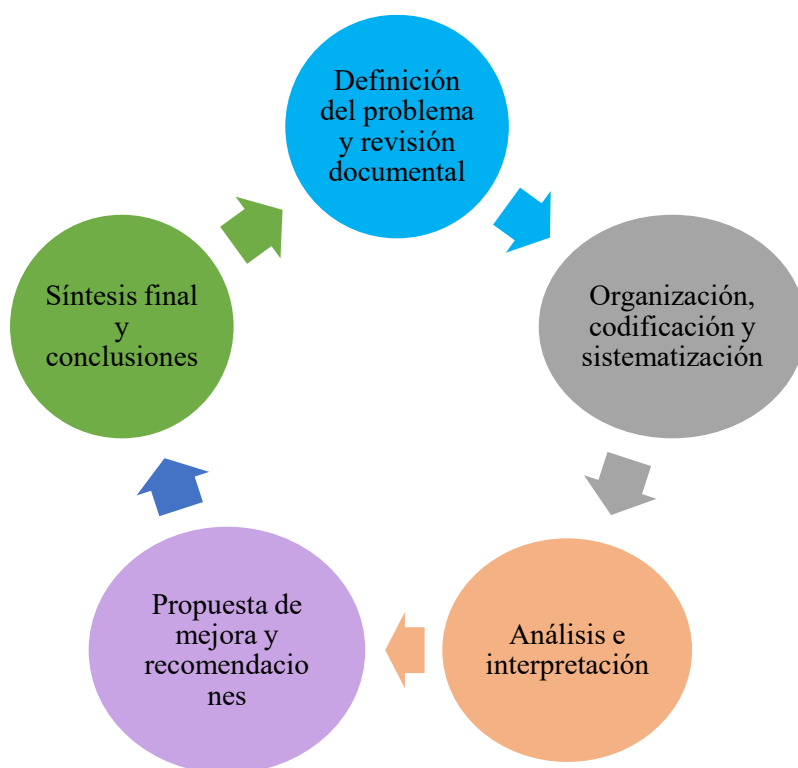 Definición
del problema
y revisión
documental
Organización,
codificación y
sistematización
Análisis e
interpretación
Propuesta de
mejora y
recomendacio
nes
Síntesis final
y
conclusiones